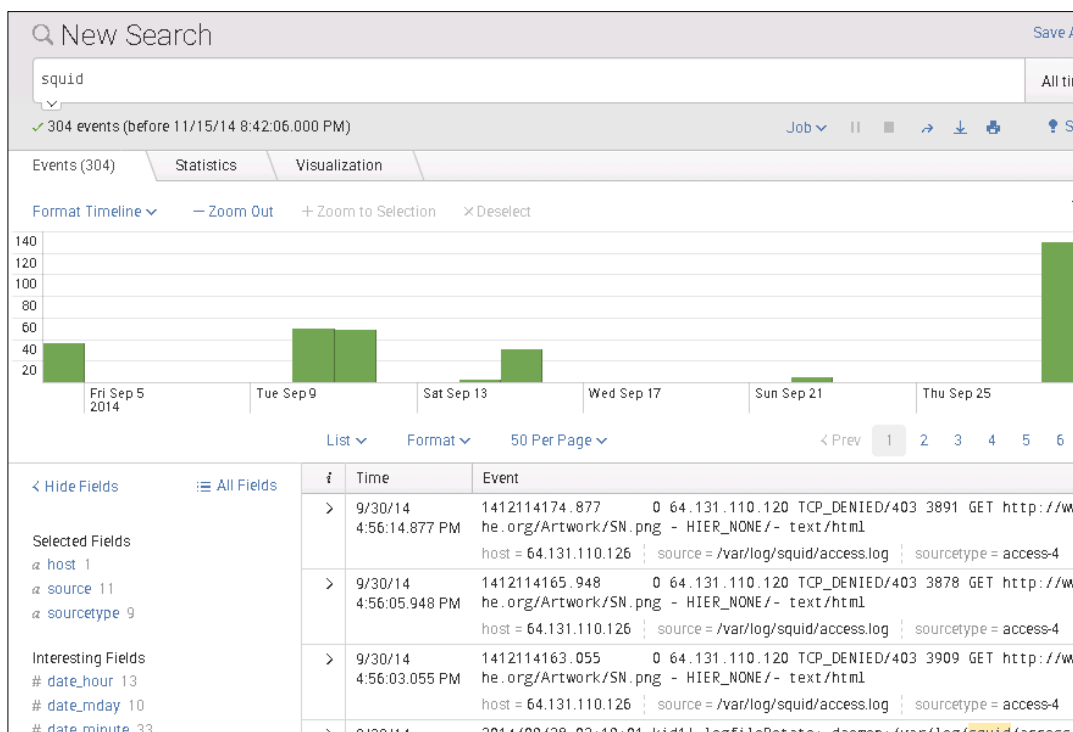 New Search
Save
squid
All
304 events (before 11/15/14 8:42:06.000 PM)
Job
Events (304) Statistics Visualization
Format Timeline — Zoom Out + Zoom to Selection × Deselect
140
120
100
80
60
40
20
Fri Sep 5 Tue Sep 9 Sat Sep 13 Wed Sep 17 Sun Sep 21 Thu Sep 25
2014
List Format 50 Per Page < Prev 1 2 3 4 5 6
< Hide Fields All Fields
i Time Event
Selected Fields
a host 1
a source 11
a sourcetype 9
Interesting Fields
# date_hour 13
# date_mday 10
# date_minute 33
> 9/30/14 1412114174.877 0 64.131.110.120 TCP_DENIED/403 3891 GET http://w
4:56:14.877 PM he.org/Artwork/SN.png - HIER_NONE/- text/html
host = 64.131.110.126 source = /var/log/squid/access.log sourcetype = access-4
> 9/30/14 1412114165.948 0 64.131.110.120 TCP_DENIED/403 3878 GET http://w
4:56:05.948 PM he.org/Artwork/SN.png - HIER_NONE/- text/html
host = 64.131.110.126 source = /var/log/squid/access.log sourcetype = access-4
> 9/30/14 1412114163.055 0 64.131.110.120 TCP_DENIED/403 3909 GET http://w
4:56:03.055 PM he.org/Artwork/SN.png - HIER_NONE/- text/html
host = 64.131.110.126 source = /var/log/squid/access.log sourcetype = access-4